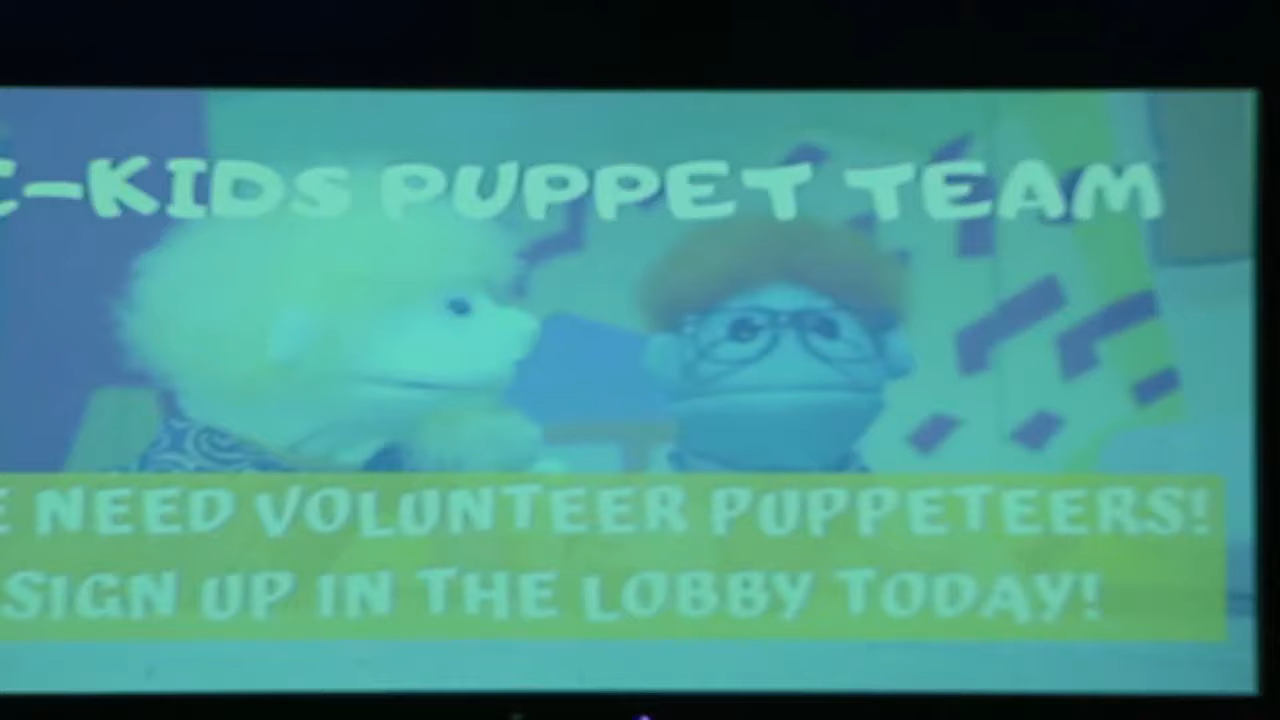 C-KIDS PUPPET TEAM
E NEED VOLUNTEER PUPPETEERS!
SIGN UP IN THE LOBBY TODAY!